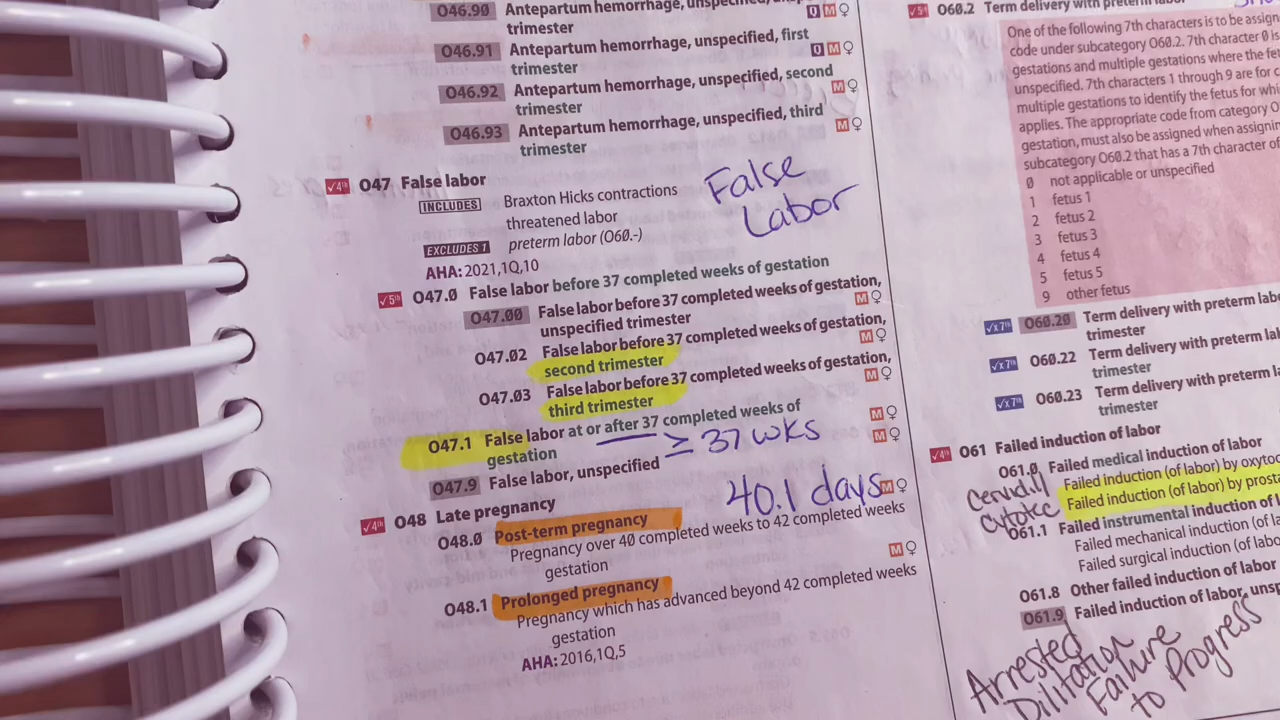 O46.90 Antepartum hemorrhage, unspecified,
trimester
O46.91 Antepartum hemorrhage, unspecified, first
trimester
O46.92 Antepartum hemorrhage, unspecified, second
trimester
O46.93 Antepartum hemorrhage, unspecified, third
trimester
False
Labor
✓4th O47 False labor
INCLUDES Braxton Hicks contractions
threatened labor
EXCLUDES 1 preterm labor (O60.-)
AHA: 2021,1Q,10
✓5th O47.0 False labor before 37 completed weeks of gestation
O47.00 False labor before 37 completed weeks of gestation,
unspecified trimester M♀
O47.02 False labor before 37 completed weeks of gestation,
second trimester M♀
O47.03 False labor before 37 completed weeks of gestation,
third trimester M♀
O47.1 False labor at or after 37 completed weeks of
gestation M♀
≥ 37 wks
O47.9 False labor, unspecified M♀
40.1 days
✓4th O48 Late pregnancy
O48.0 Post-term pregnancy M♀
Pregnancy over 40 completed weeks to 42 completed weeks
gestation
O48.1 Prolonged pregnancy M♀
Pregnancy which has advanced beyond 42 completed weeks
gestation
AHA: 2016,1Q,5
✓5th O60.2 Term delivery with preterm
One of the following 7th characters is to be
code under subcategory O60.2. 7th character 0 is
gestations and multiple gestations where the
unspecified. 7th characters 1 through 9 are for
multiple gestations to identify the fetus for
applies. The appropriate code from category
gestation, must also be assigned when
subcategory O60.2 that has a 7th character of
0 not applicable or unspecified
1 fetus 1
2 fetus 2
3 fetus 3
4 fetus 4
5 fetus 5
9 other fetus
✓x7th O60.20 Term delivery with preterm
trimester
✓x7th O60.22 Term delivery with preterm
trimester
✓x7th O60.23 Term delivery with preterm
trimester
✓4th O61 Failed induction of labor
O61.0 Failed medical induction of labor
Failed induction (of labor) by
Failed induction (of labor) by
Cervidil
Cytotec
O61.1 Failed instrumental induction of
Failed mechanical induction (of
Failed surgical induction (of
O61.8 Other failed induction of labor
O61.9 Failed induction of labor,
Arrested
Dilitation
Failure
to Progress